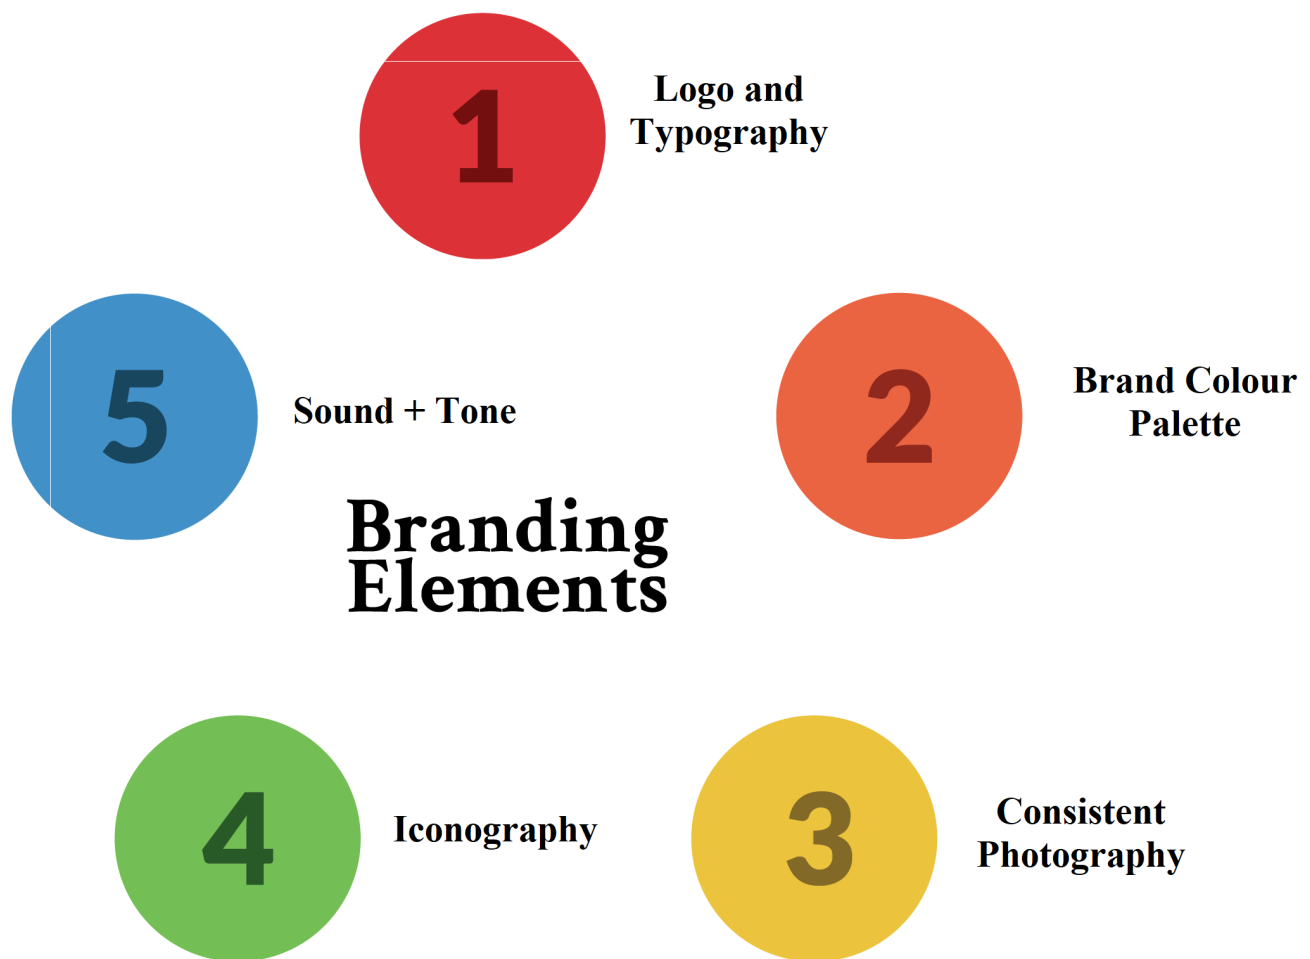 1
Logo and
Typography
2
Brand Colour
Palette
5
Sound + Tone
Branding
Elements
4
Iconography
3
Consistent
Photography